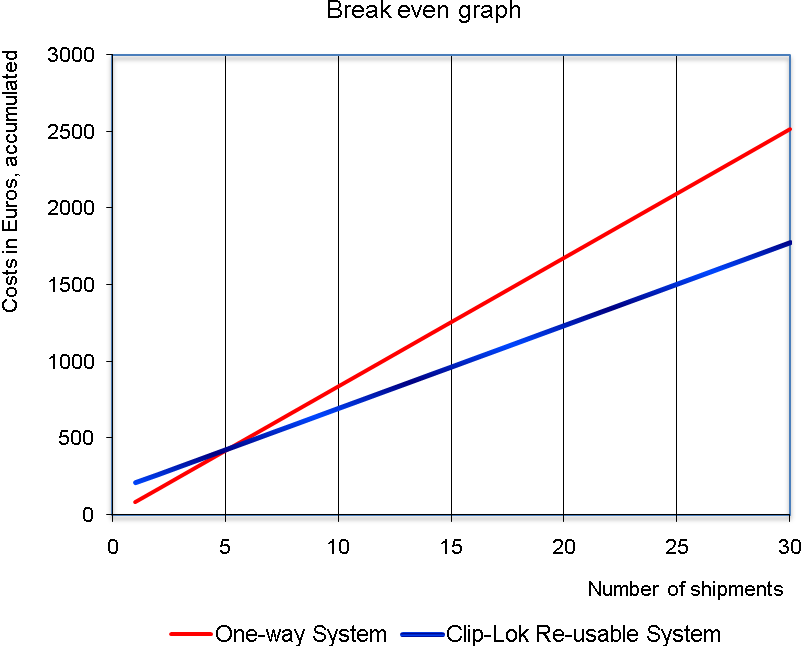 Break even graph
Costs in Euros, accumulated
3000
2500
2000
1500
1000
500
0
0 5 10 15 20 25 30
Number of shipments
One-way System Clip-Lok Re-usable System